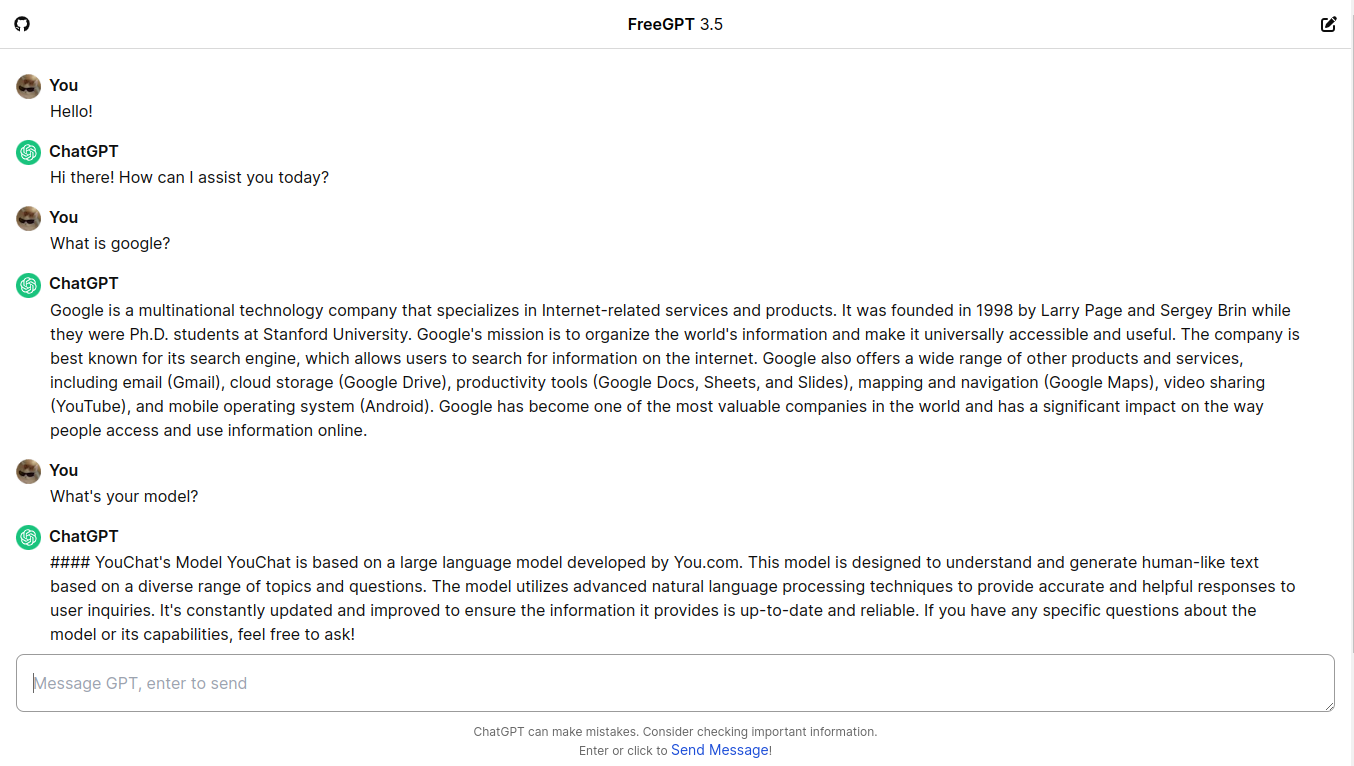 FreeGPT 3.5
You
Hello!
ChatGPT
Hi there! How can I assist you today?
You
What is google?
ChatGPT
Google is a multinational technology company that specializes in Internet-related services and products. It was founded in 1998 by Larry Page and Sergey Brin while
they were Ph.D. students at Stanford University. Google's mission is to organize the world's information and make it universally accessible and useful. The company is
best known for its search engine, which allows users to search for information on the internet. Google also offers a wide range of other products and services,
including email (Gmail), cloud storage (Google Drive), productivity tools (Google Docs, Sheets, and Slides), mapping and navigation (Google Maps), video sharing
(YouTube), and mobile operating system (Android). Google has become one of the most valuable companies in the world and has a significant impact on the way
people access and use information online.
You
What's your model?
ChatGPT
#### YouChat's Model YouChat is based on a large language model developed by You.com. This model is designed to understand and generate human-like text
based on a diverse range of topics and questions. The model utilizes advanced natural language processing techniques to provide accurate and helpful responses to
user inquiries. It's constantly updated and improved to ensure the information it provides is up-to-date and reliable. If you have any specific questions about the
model or its capabilities, feel free to ask!
Message GPT, enter to send
ChatGPT can make mistakes. Consider checking important information.
Enter or click to Send Message!